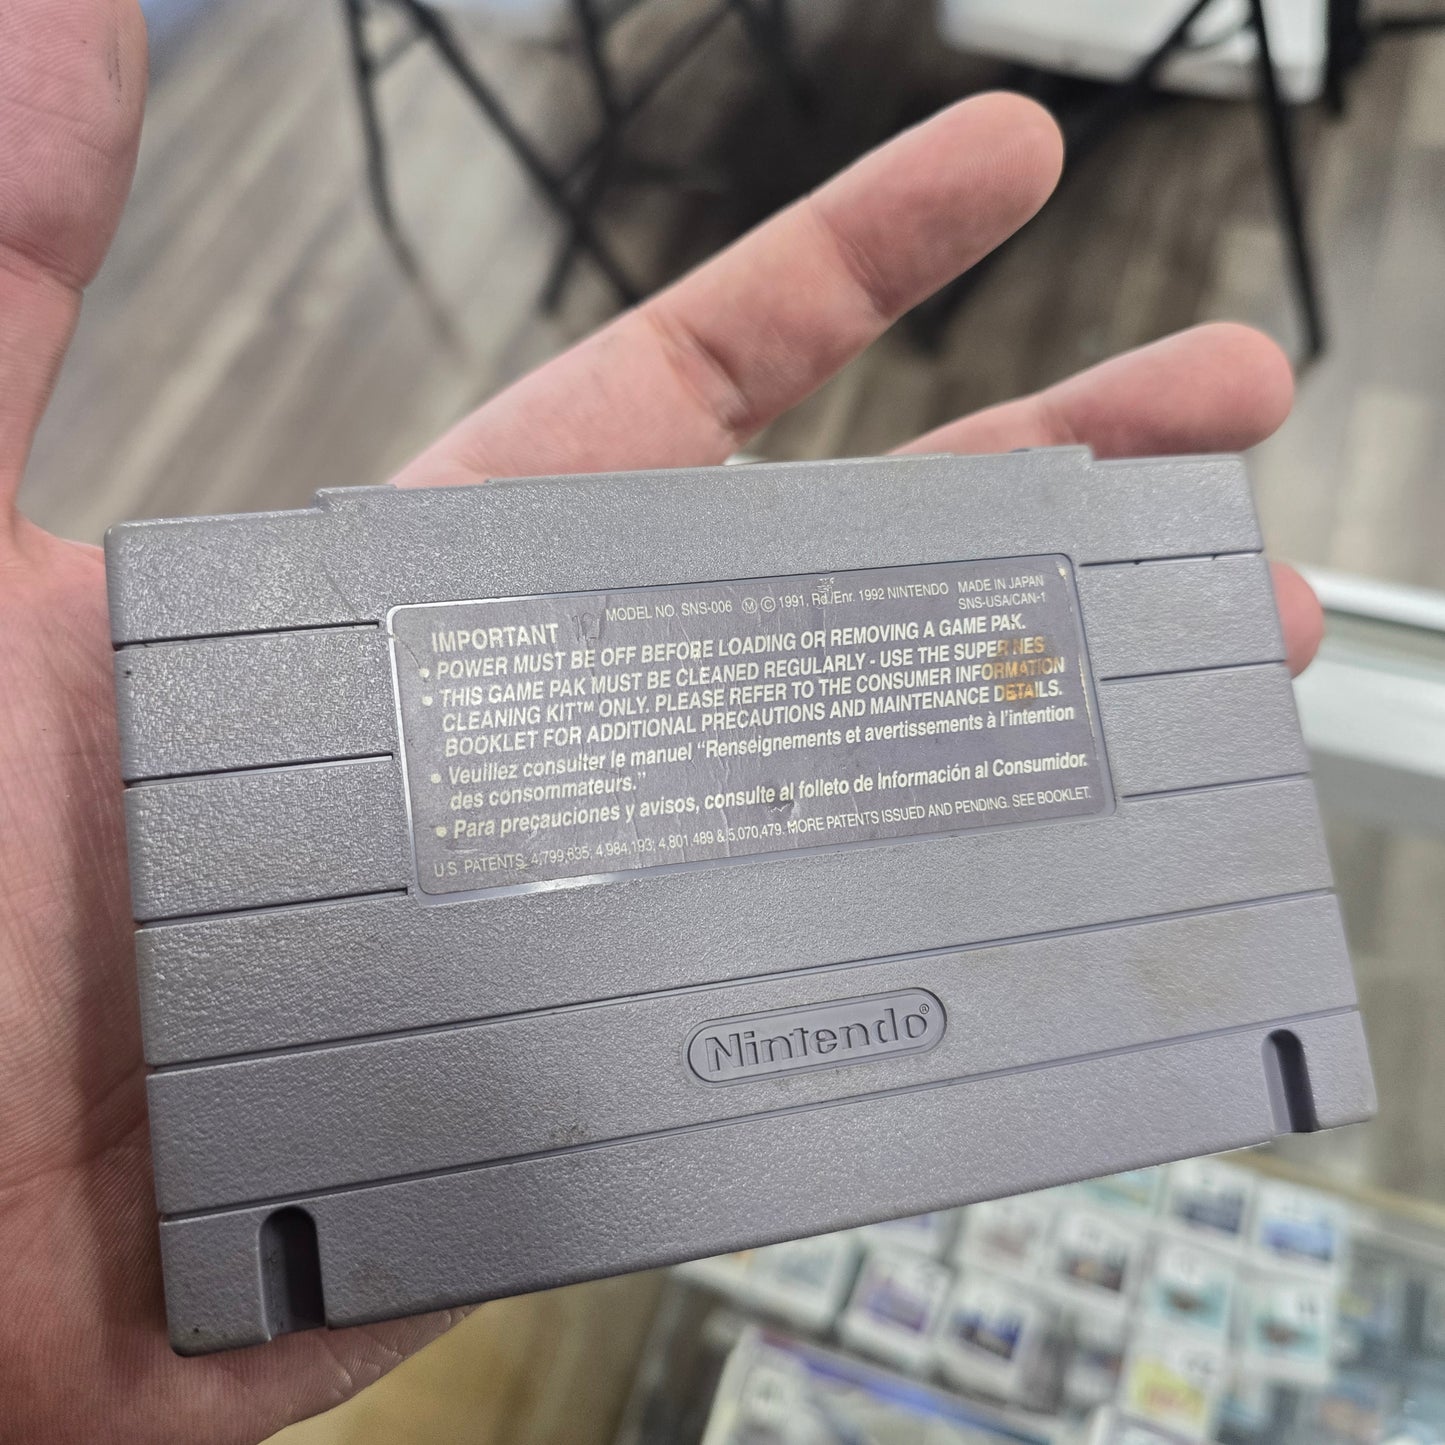 IMPORTANT
MODEL NO. SNS-006 Ⓜ © 1991, Rd./Enr. 1992 NINTENDO MADE IN JAPAN
SNS-USA/CAN-1
• POWER MUST BE OFF BEFORE LOADING OR REMOVING A GAME PAK.
• THIS GAME PAK MUST BE CLEANED REGULARLY - USE THE SUPER NES
CLEANING KIT™ ONLY. PLEASE REFER TO THE CONSUMER INFORMATION
BOOKLET FOR ADDITIONAL PRECAUTIONS AND MAINTENANCE DETAILS.
• Veuillez consulter le manuel “Renseignements et avertissements à l’intention
des consommateurs.”
• Para precauciones y avisos, consulte al folleto de Información al Consumidor.
U.S. PATENTS: 4,799,635; 4,984,193; 4,801,489 & 5,070,479. MORE PATENTS ISSUED AND PENDING. SEE BOOKLET.
Nintendo®